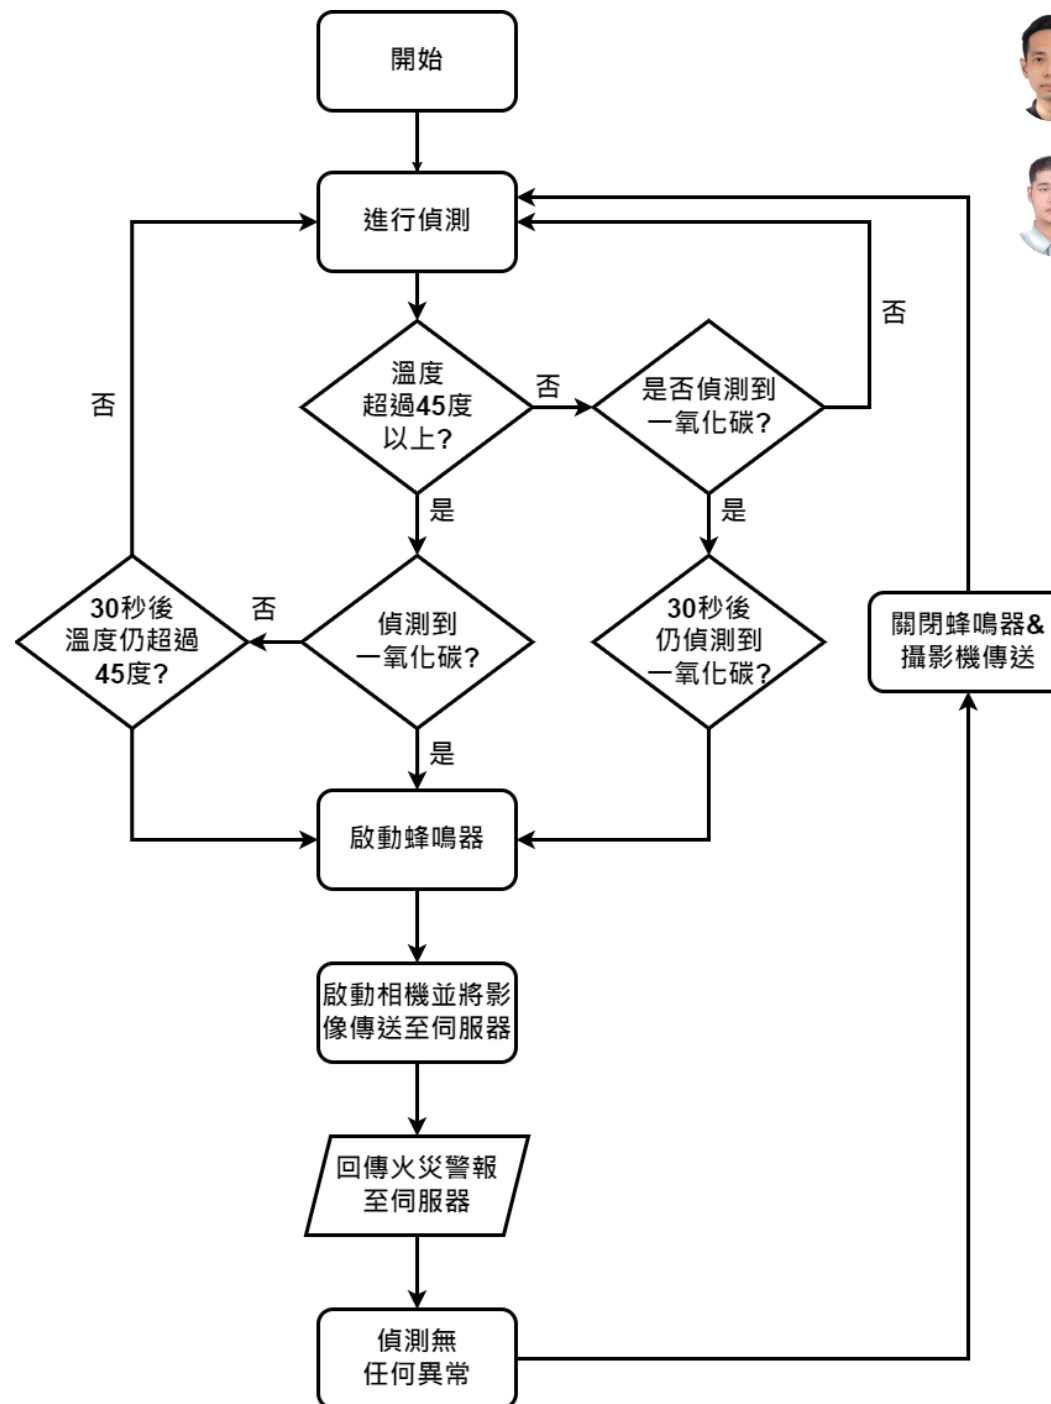 開始
進行偵測
否
溫度
超過45度
以上?
否
是否偵測到
一氧化碳?
否
是
是
30秒後
溫度仍超過
45度?
否
偵測到
一氧化碳?
30秒後
仍偵測到
一氧化碳?
關閉蜂鳴器&
攝影機傳送
是
啟動蜂鳴器
啟動相機並將影
像傳送至伺服器
回傳火災警報
至伺服器
偵測無
任何異常